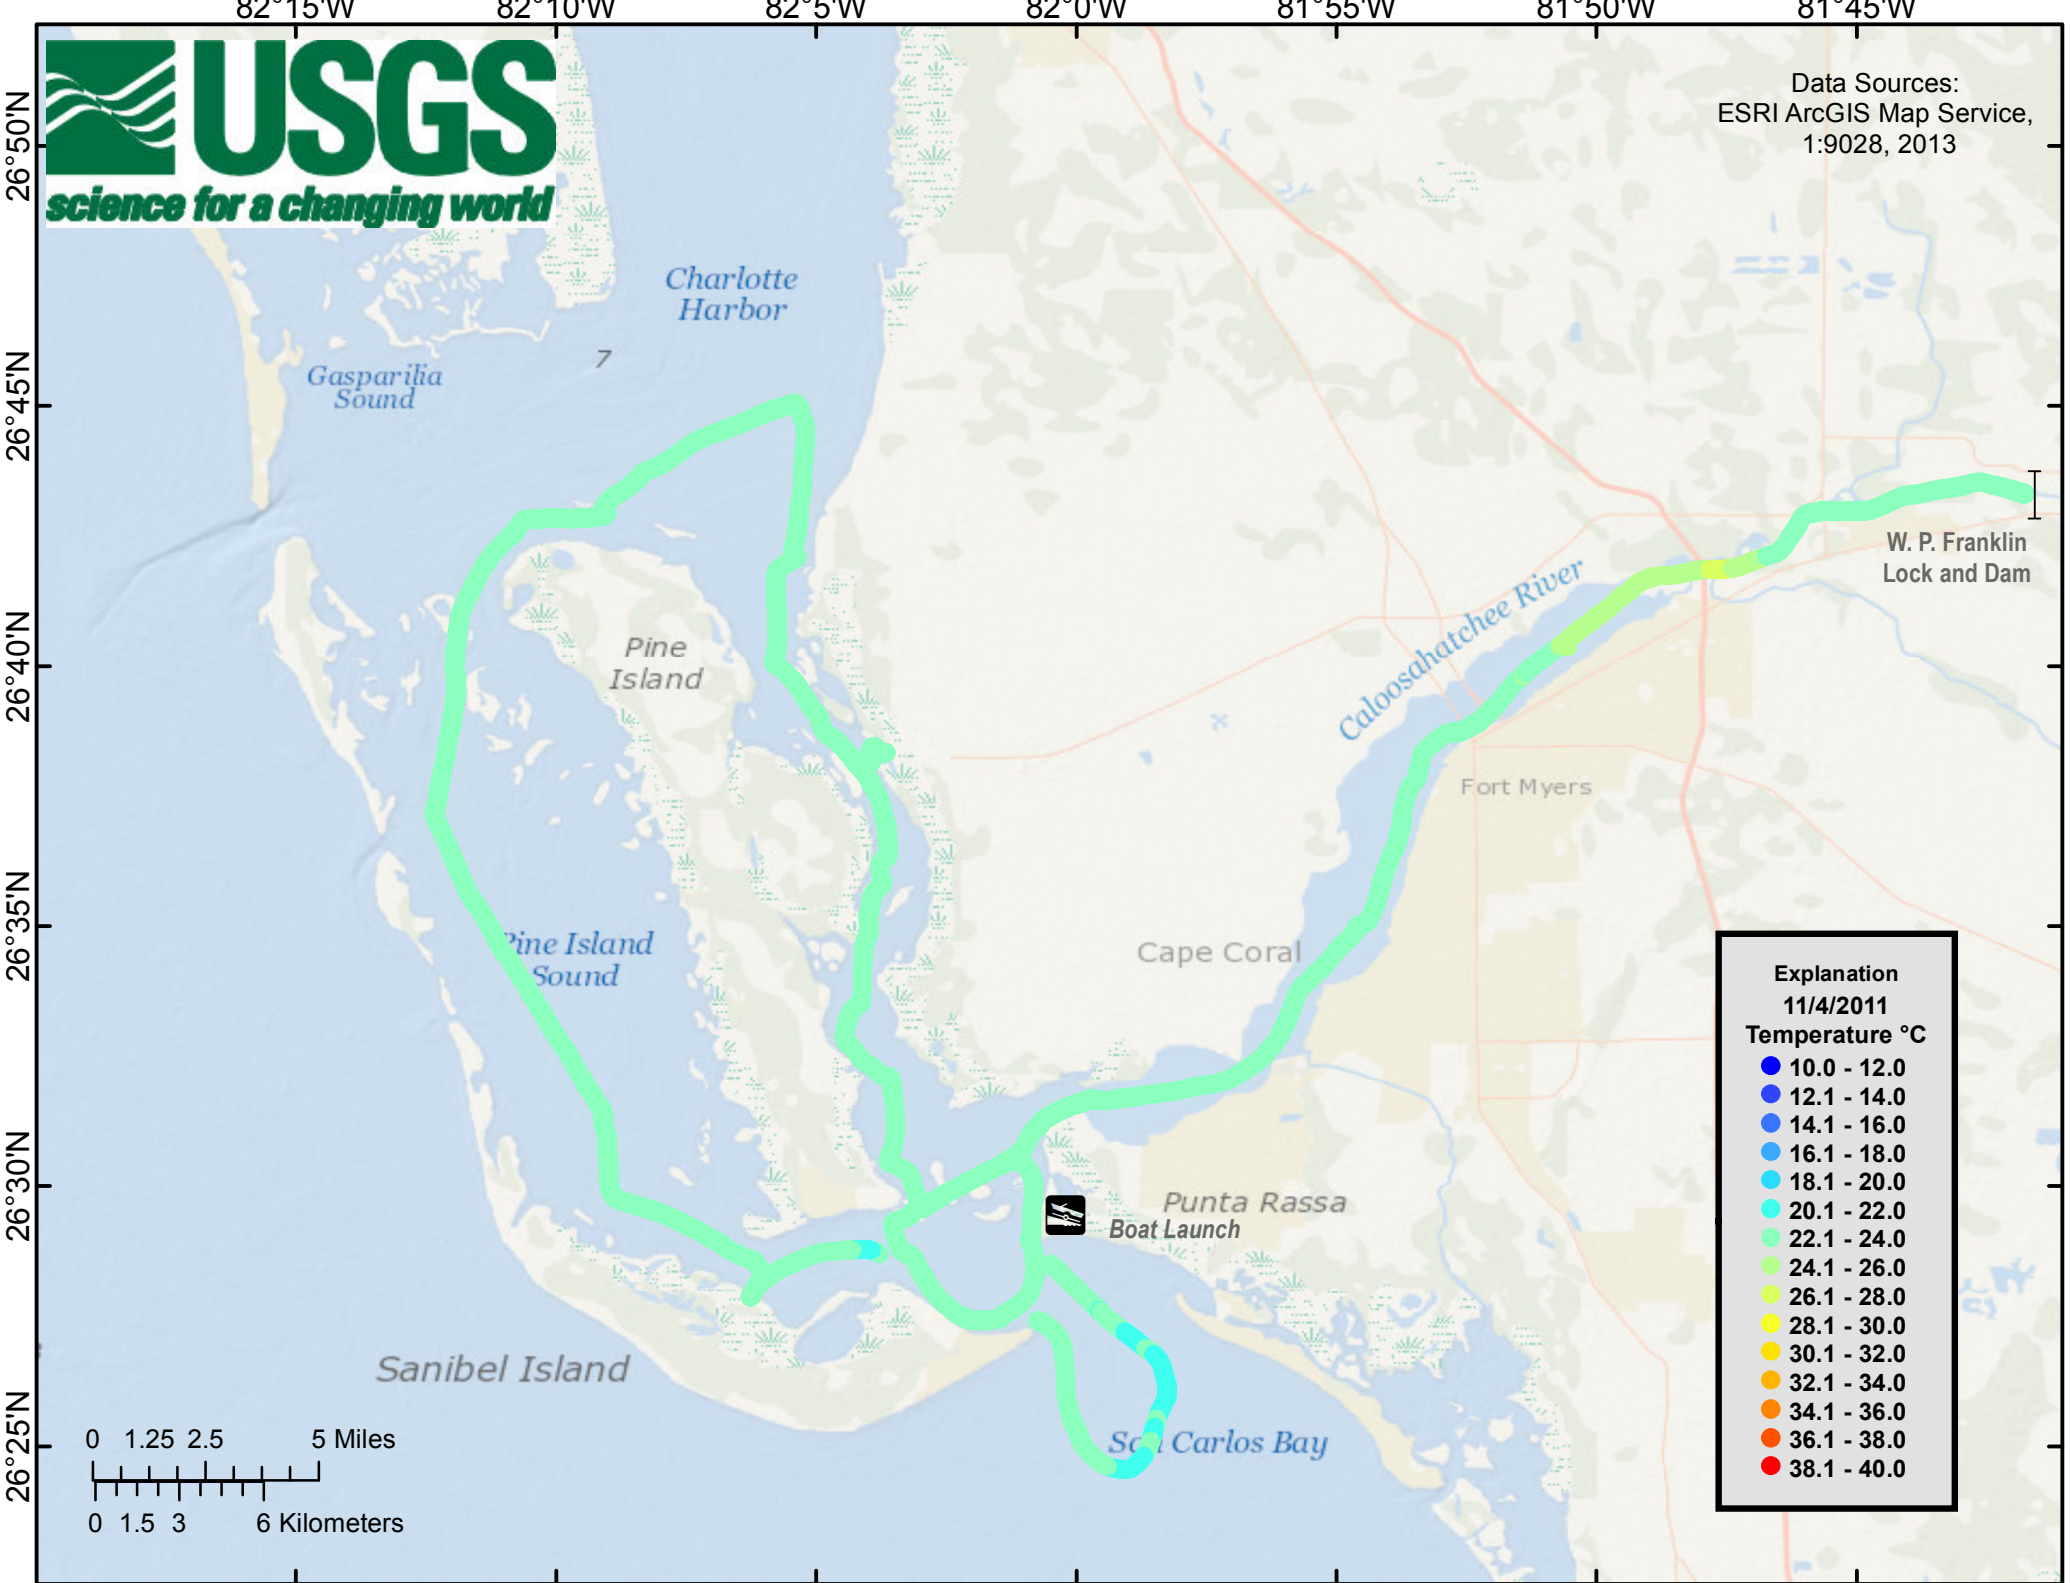 82°15'W 82°10'W 82°5'W 82°0'W 81°55'W 81°50'W 81°45'W
USGS
science for a changing world
Data Sources:
ESRI ArcGIS Map Service,
1:9028, 2013
26°50'N
26°45'N
26°40'N
26°35'N
26°30'N
26°25'N
Charlotte
Harbor
7
Gasparilia
Sound
W. P. Franklin
Lock and Dam
Caloosahatchee River
Pine
Island
Fort Myers
Pine Island
Sound
Cape Coral
Punta Rassa
Boat Launch
Sanibel Island
San Carlos Bay
Explanation
11/4/2011
Temperature °C
10.0 - 12.0
12.1 - 14.0
14.1 - 16.0
16.1 - 18.0
18.1 - 20.0
20.1 - 22.0
22.1 - 24.0
24.1 - 26.0
26.1 - 28.0
28.1 - 30.0
30.1 - 32.0
32.1 - 34.0
34.1 - 36.0
36.1 - 38.0
38.1 - 40.0
0 1.25 2.5 5 Miles
0 1.5 3 6 Kilometers